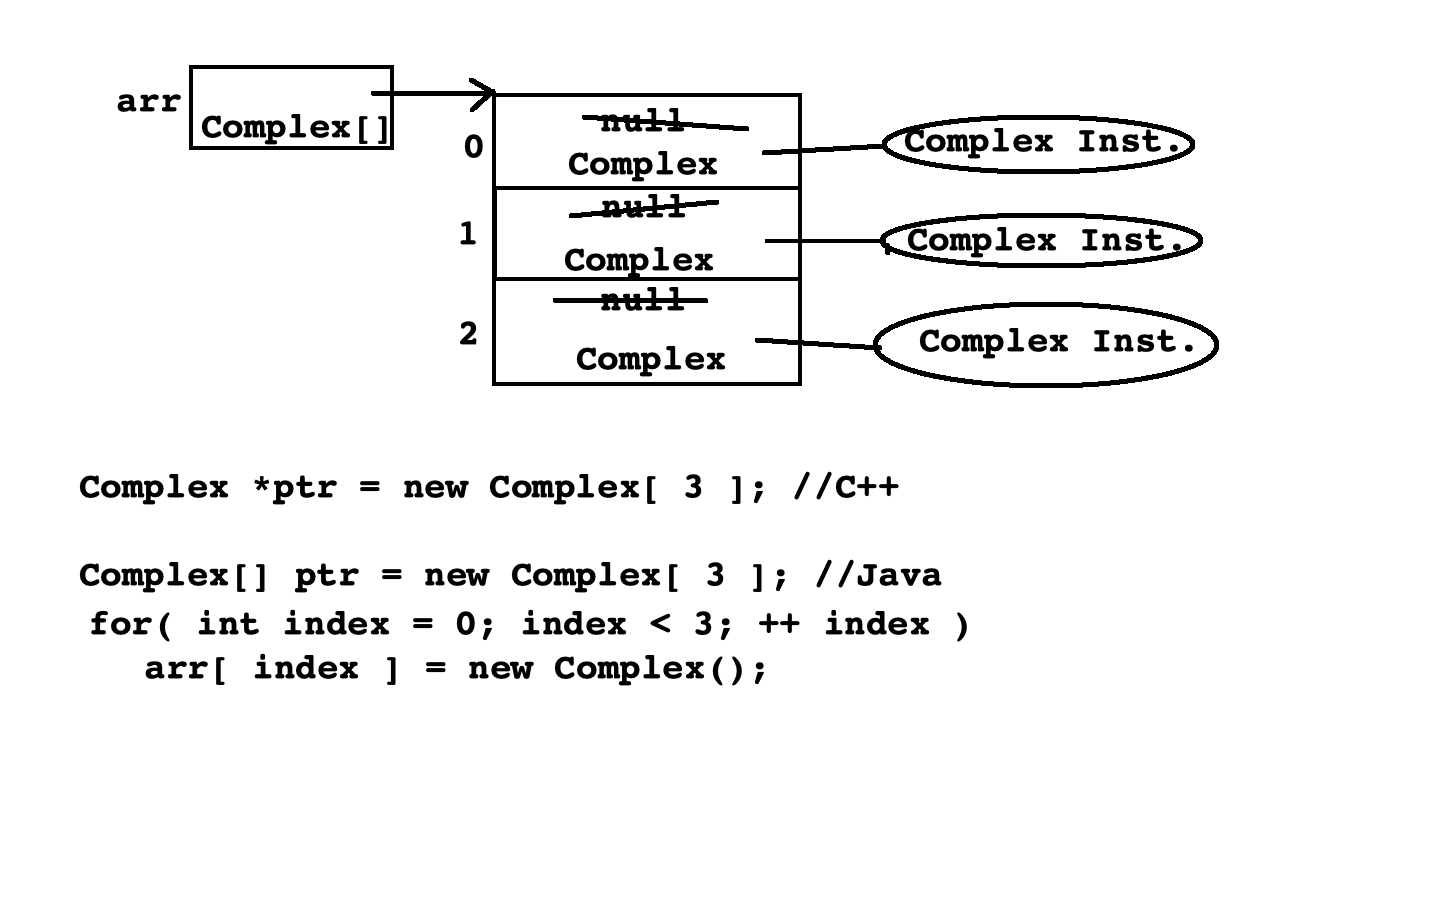 arr
Complex[]
0
null
Complex
Complex Inst.
1
null
Complex
Complex Inst.
2
null
Complex
Complex Inst.
Complex *ptr = new Complex[ 3 ]; //C++
Complex[] ptr = new Complex[ 3 ]; //Java
for( int index = 0; index < 3; ++ index )
arr[ index ] = new Complex();